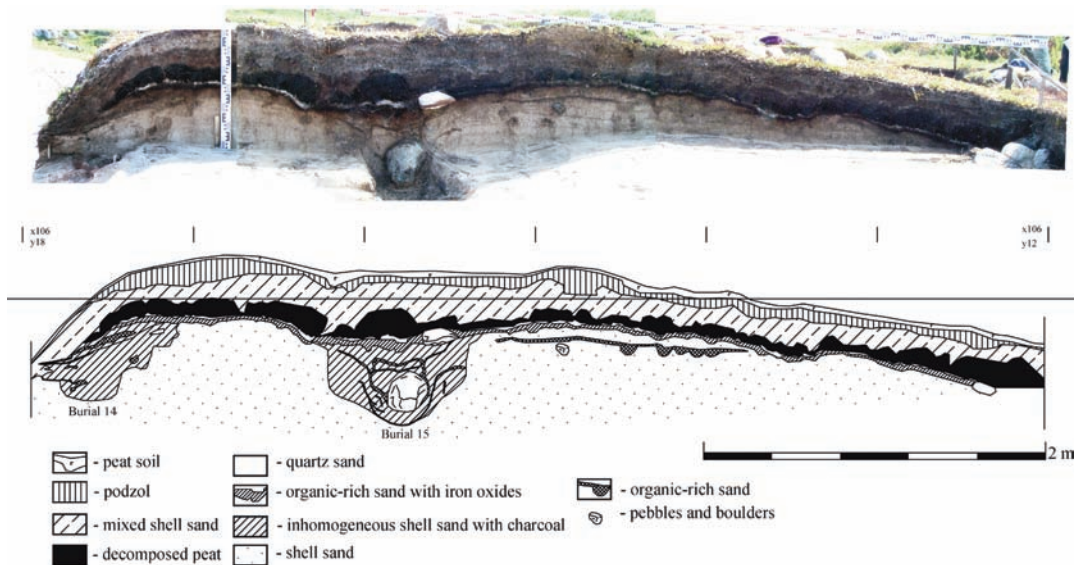 x106
y18
x106
y12
Burial 14
Burial 15
2 m
- peat soil
- podzol
- mixed shell sand
- decomposed peat
- quartz sand
- organic-rich sand with iron oxides
- inhomogeneous shell sand with charcoal
- shell sand
- organic-rich sand
- pebbles and boulders